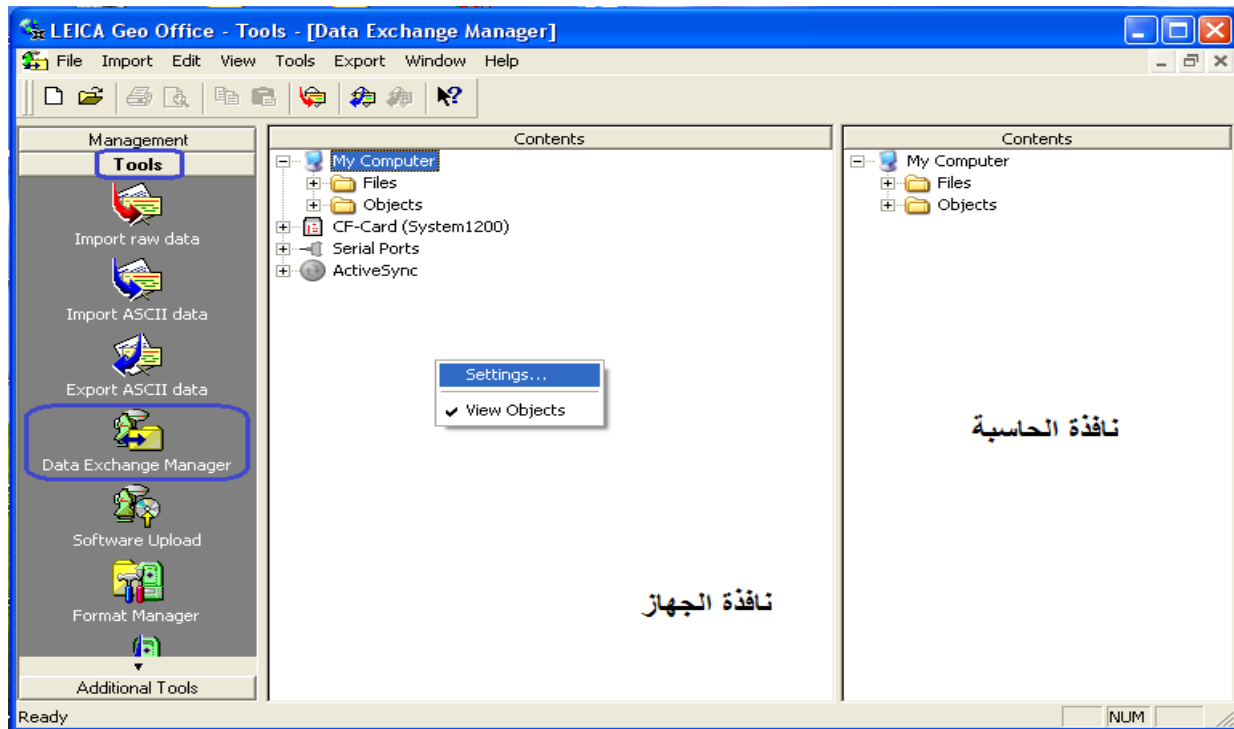 LEICA Geo Office - Tools - [Data Exchange Manager]
File Import Edit View Tools Export Window Help
Management
Tools
Import raw data
Import ASCII data
Export ASCII data
Data Exchange Manager
Software Upload
Format Manager
Additional Tools
Contents
My Computer
Files
Objects
CF-Card (System1200)
Serial Ports
ActiveSync
Settings...
View Objects
نافذة الجهاز
Contents
My Computer
Files
Objects
نافذة الحاسبة
Ready
NUM